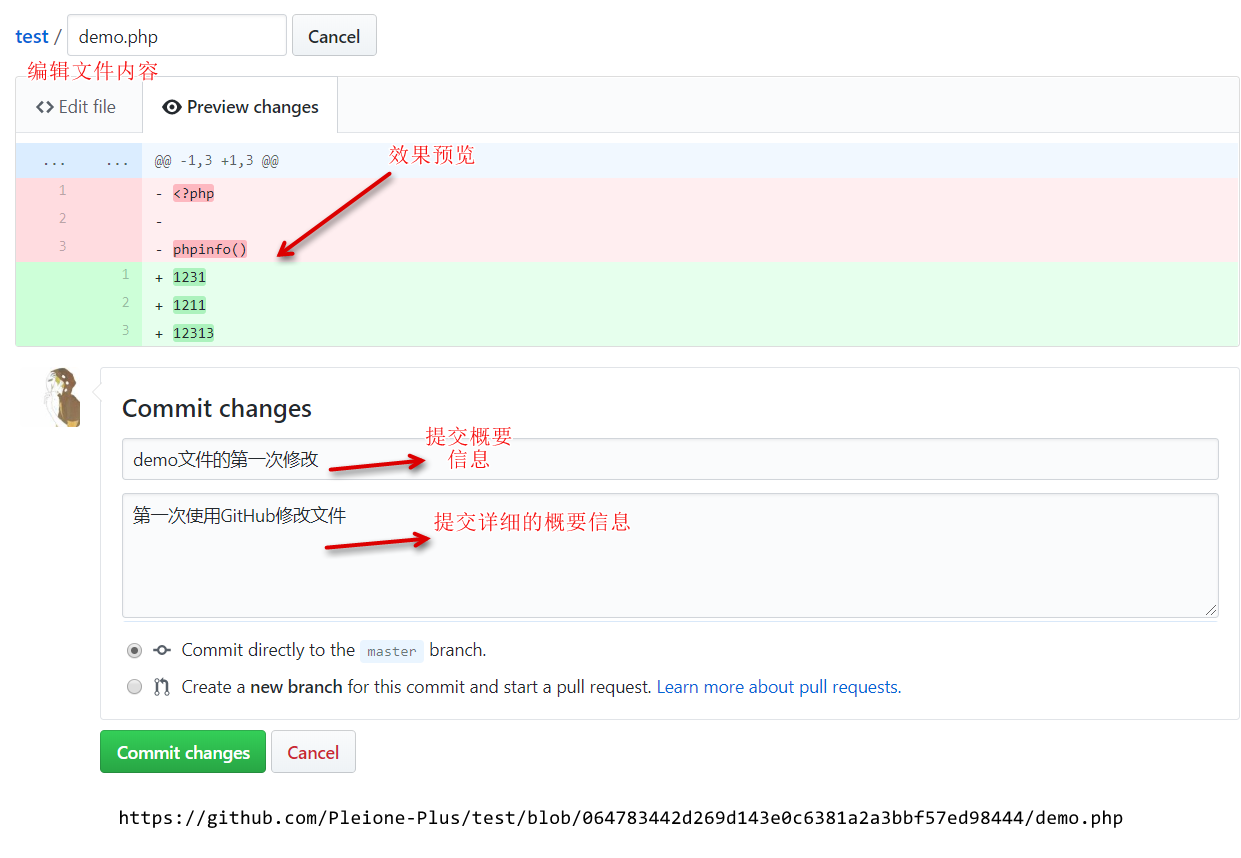 test / demo.php Cancel
编辑文件内容
<> Edit file Preview changes
... ... @@ -1,3 +1,3 @@
效果预览
1 - <?php
2 -
3 - phpinfo()
1 + 1231
2 + 1211
3 + 12313
Commit changes
提交概要
信息
demo文件的第一次修改
第一次使用GitHub修改文件
提交详细的概要信息
Commit directly to the master branch.
Create a new branch for this commit and start a pull request. Learn more about pull requests.
Commit changes Cancel
https://github.com/Pleione-Plus/test/blob/064783442d269d143e0c6381a2a3bbf57ed98444/demo.php